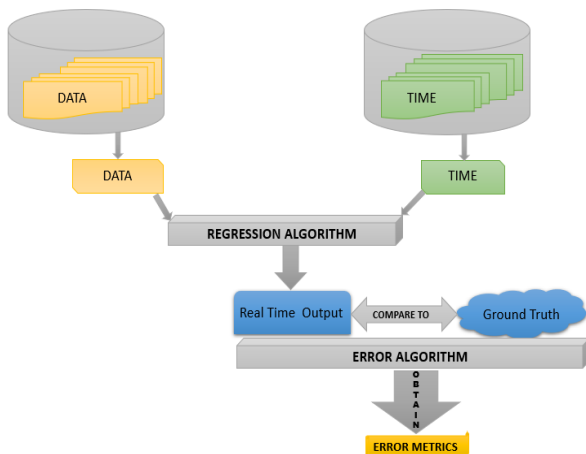 DATA
TIME
DATA
TIME
REGRESSION ALGORITHM
Real Time Output
COMPARE TO
Ground Truth
ERROR ALGORITHM
OBTAIN
ERROR METRICS